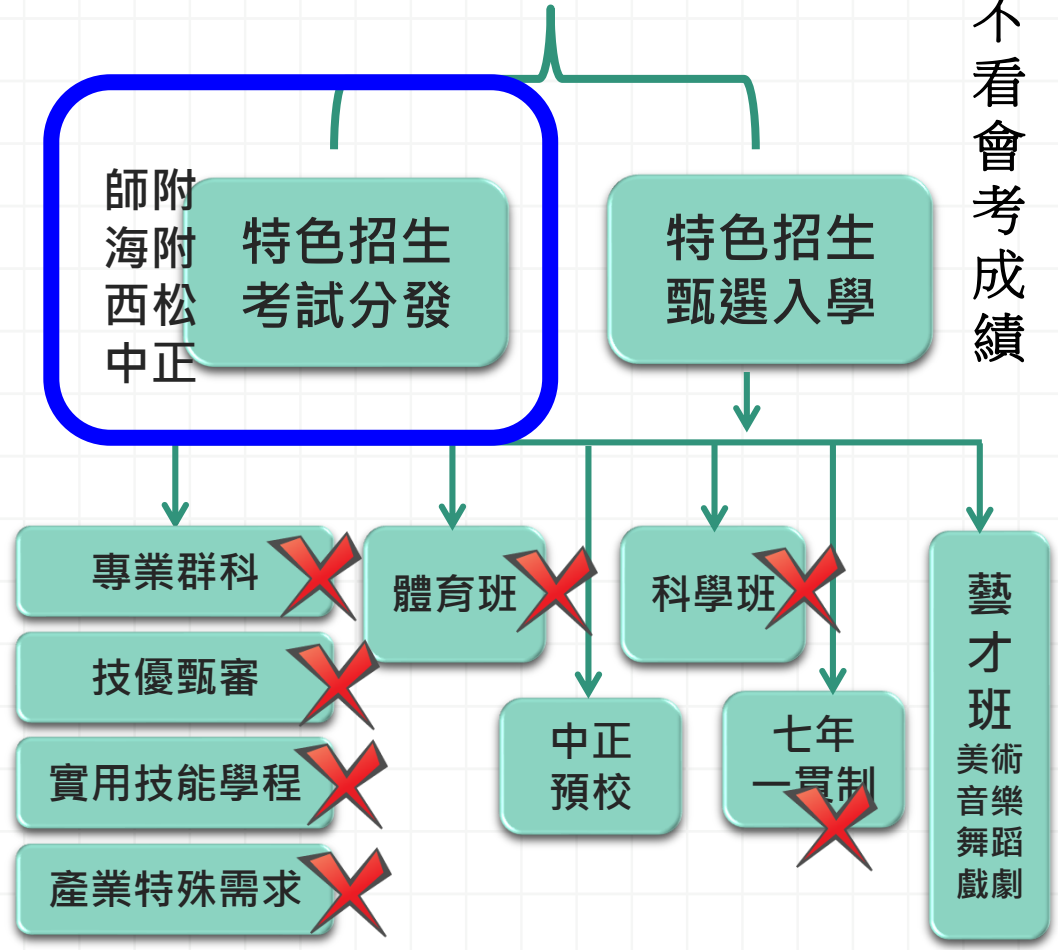 不看會考成績
師附
海附
西松
中正
特色招生
考試分發
特色招生
甄選入學
專業群科
技優甄審
實用技能學程
產業特殊需求
體育班
中正
預校
科學班
七年
一貫制
藝
才
班
美術
音樂
舞蹈
戲劇